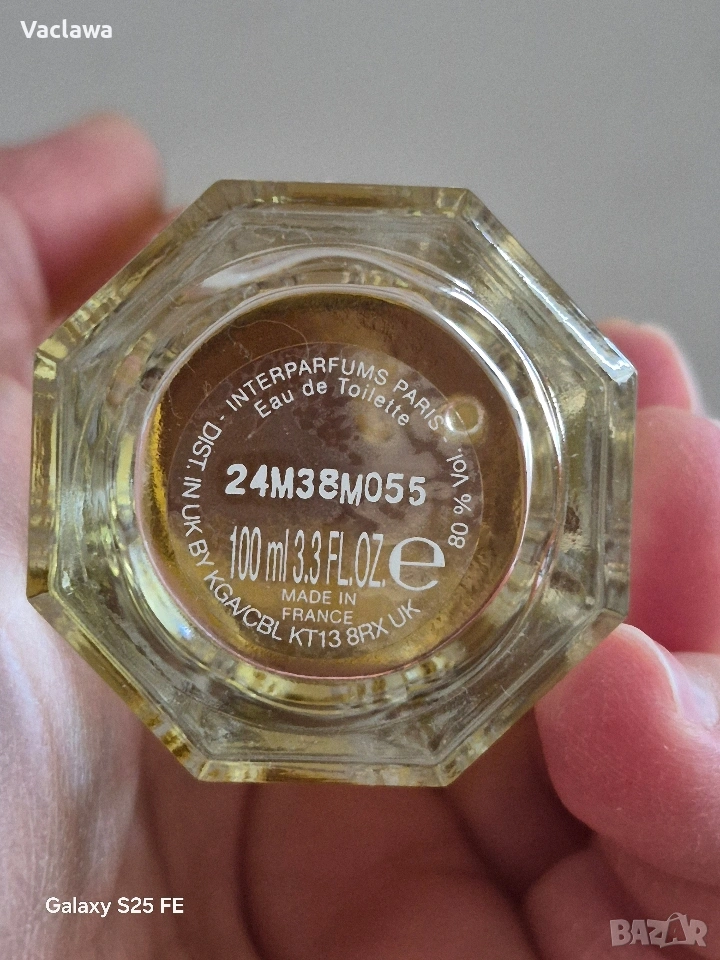 Vaclawa
DIST. IN UK BY KGA/CBL KT13 8RX UK
- INTERPARFUMS PARIS -
Eau de Toilette
80 % Vol.
24M38M055
100 ml 3.3 FL.OZ. e
MADE IN
FRANCE
Galaxy S25 FE
BAZAR